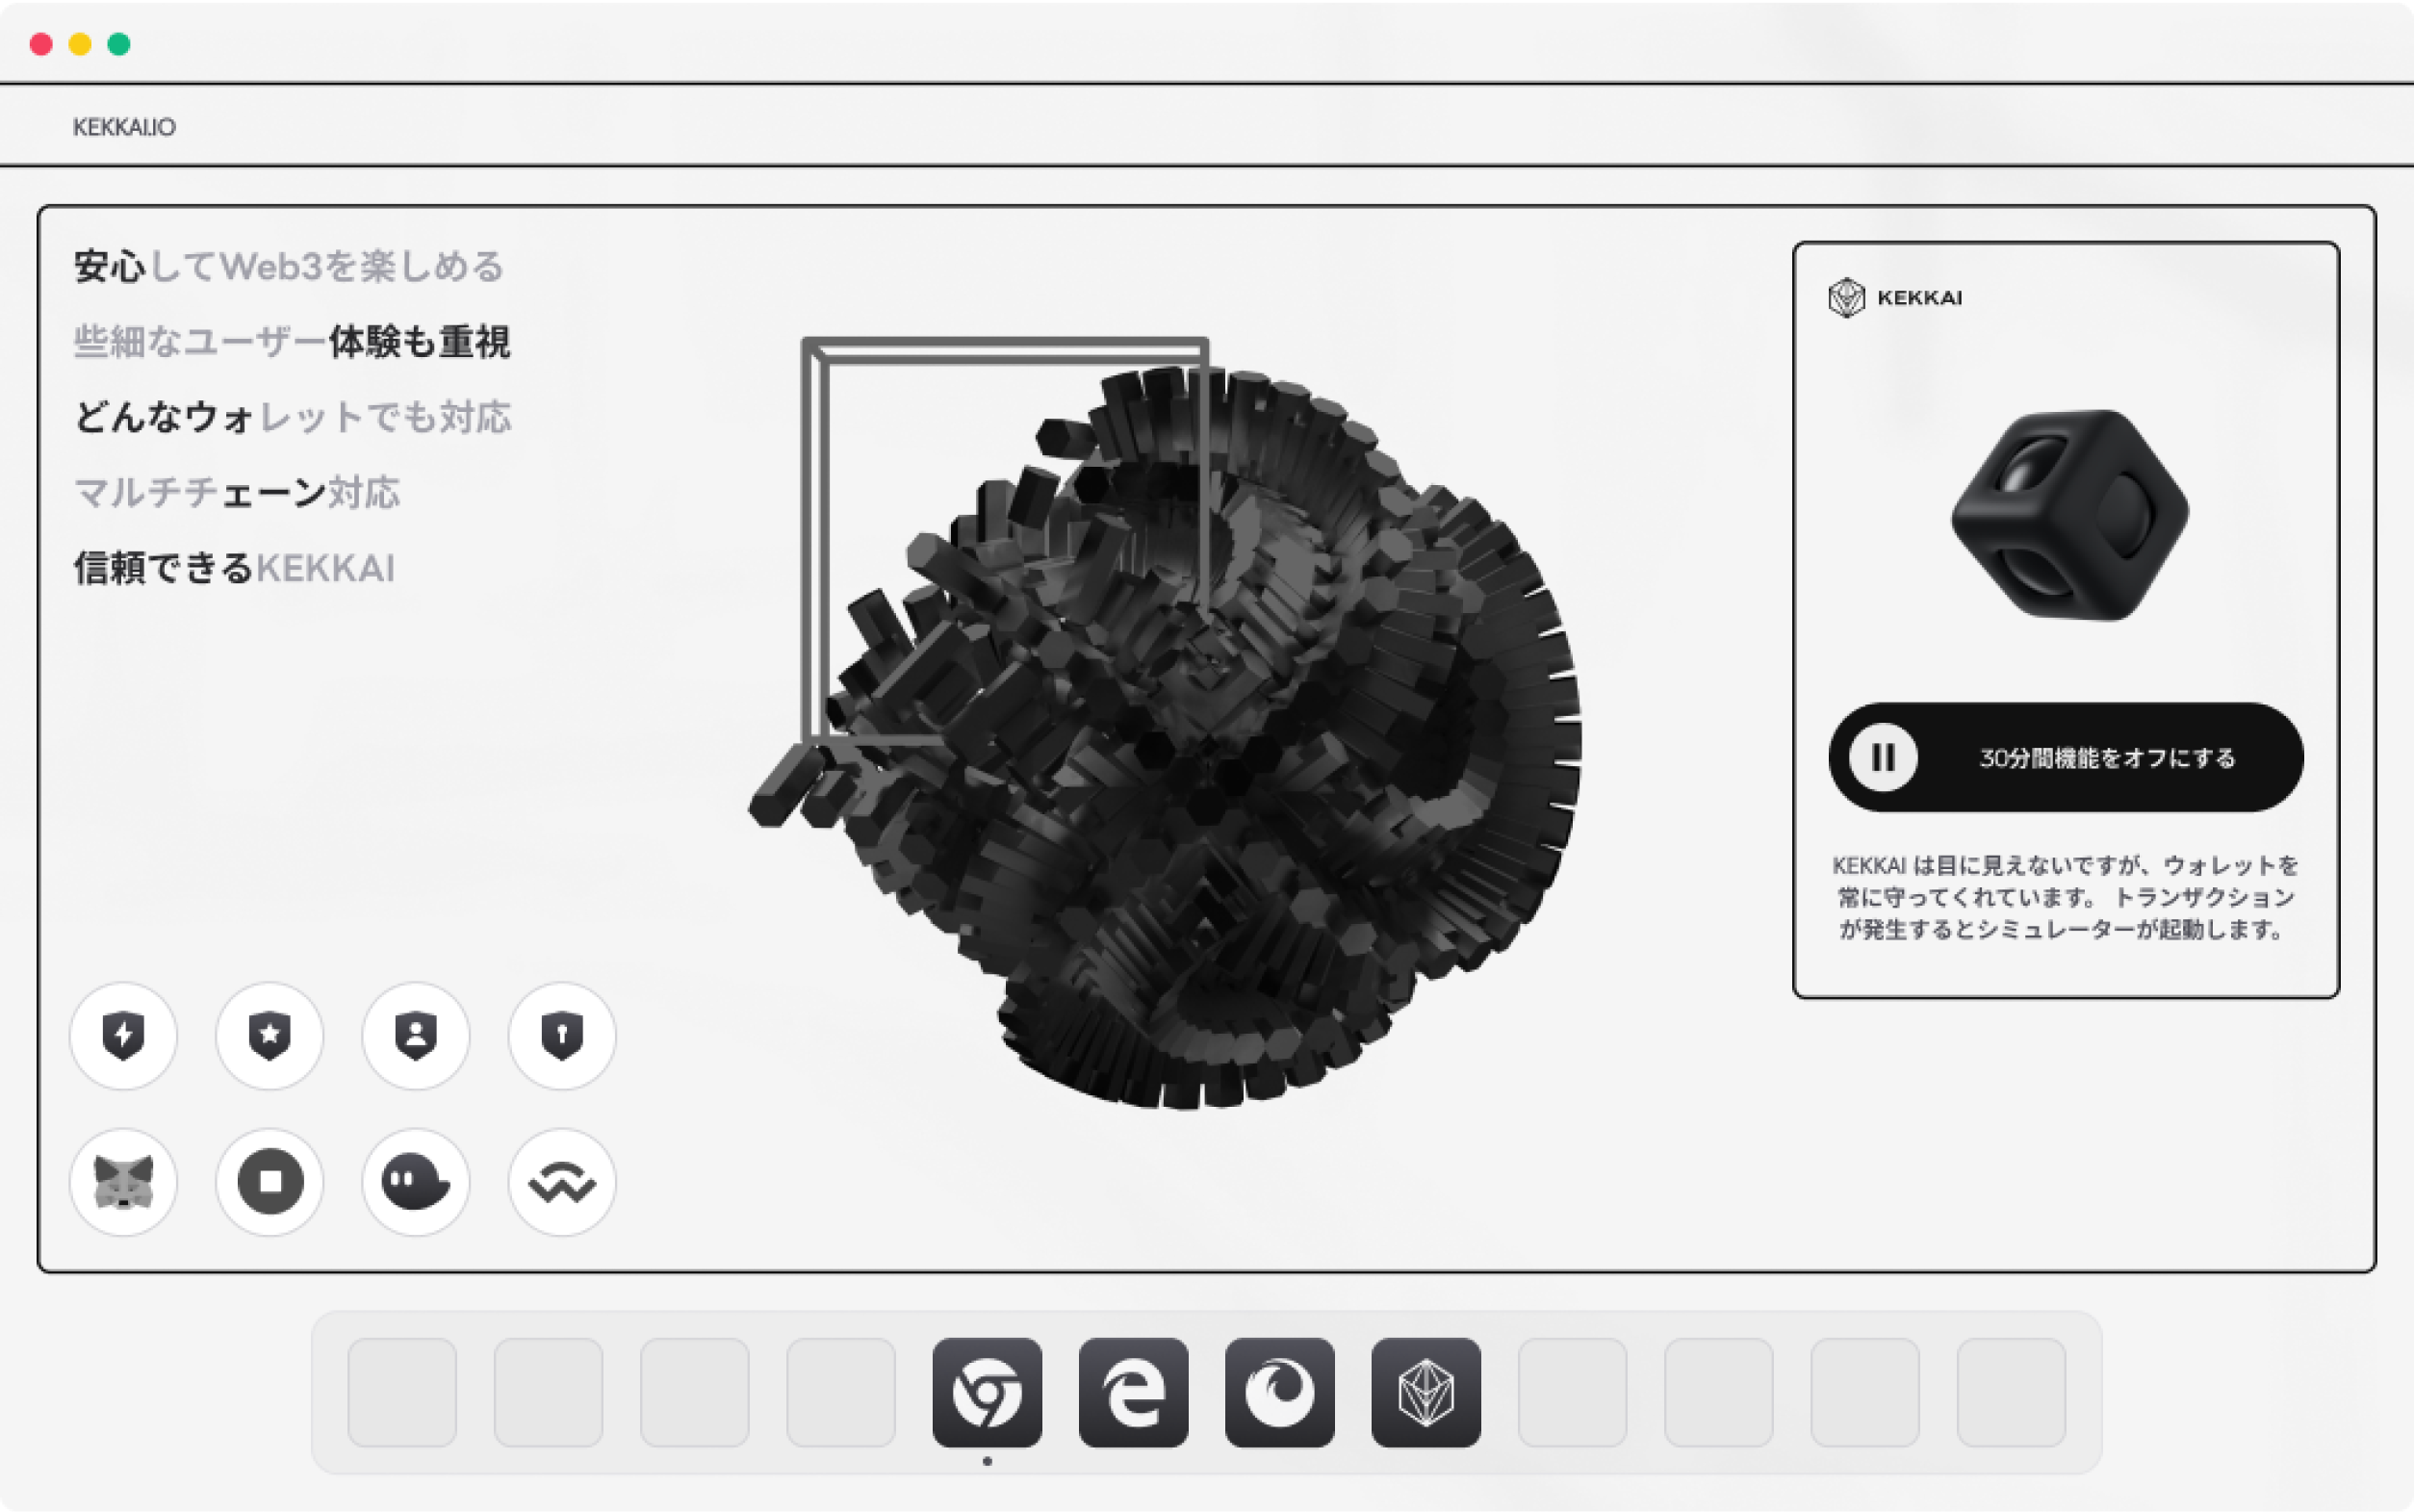 KEKKAI.IO
安心してWeb3を楽しめる
些細なユーザー体験も重視
どんなウォレットでも対応
マルチチェーン対応
信頼できるKEKKAI
KEKKAI
30分間機能をオフにする
KEKKAI は目に見えないですが、ウォレットを
常に守ってくれています。 トランザクション
が発生するとシミュレーターが起動します。